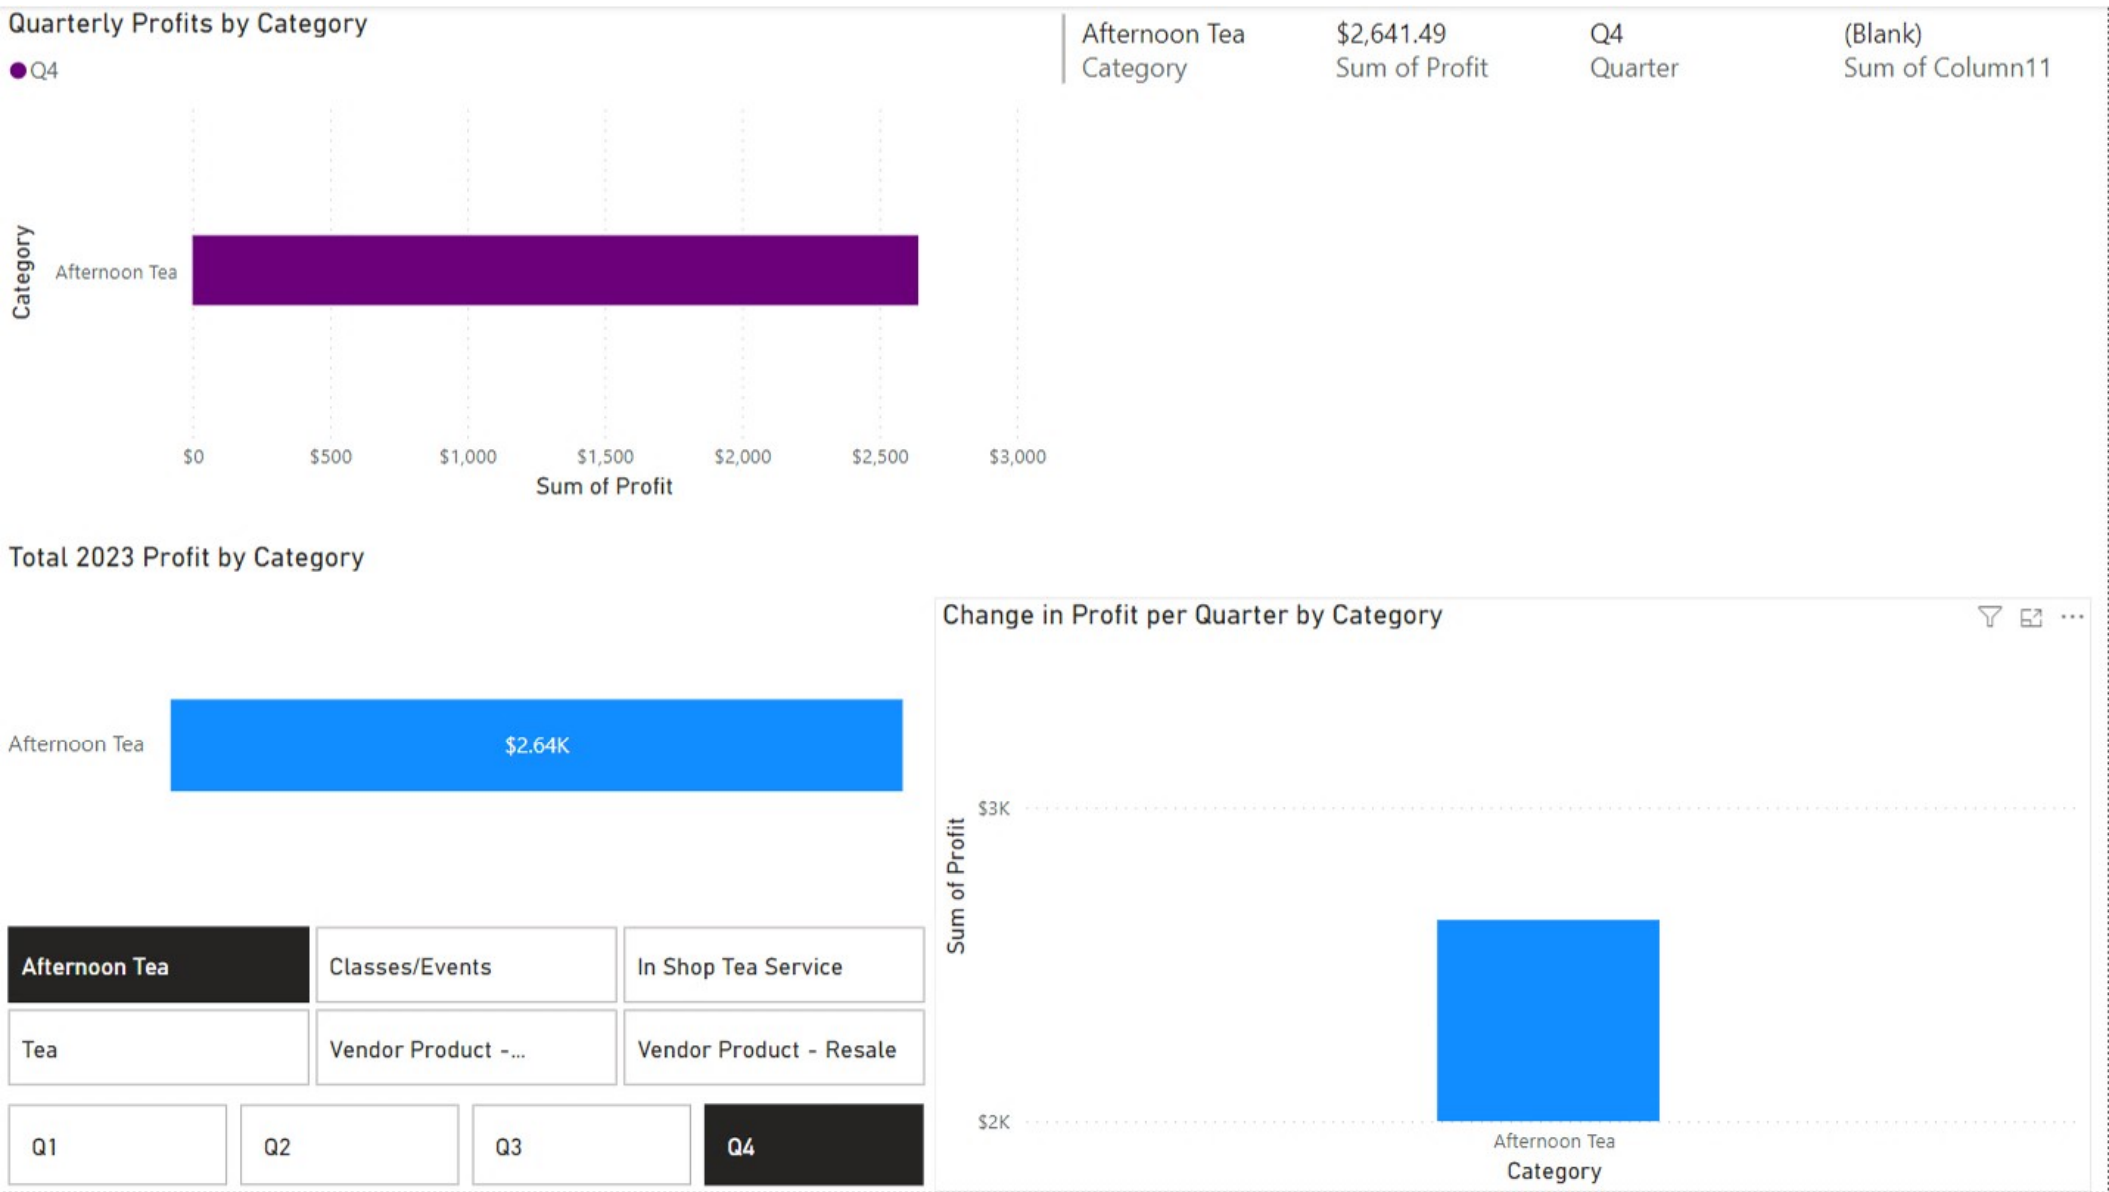 Quarterly Profits by Category
Q4
Afternoon Tea $2,641.49 Q4 (Blank)
Category Sum of Profit Quarter Sum of Column11
Category
Afternoon Tea
$0 $500 $1,000 $1,500 $2,000 $2,500 $3,000
Sum of Profit
Total 2023 Profit by Category
Afternoon Tea $2.64K
Afternoon Tea Classes/Events In Shop Tea Service
Tea Vendor Product -... Vendor Product - Resale
Q1 Q2 Q3 Q4
Change in Profit per Quarter by Category
Sum of Profit
$3K
$2K
Afternoon Tea
Category